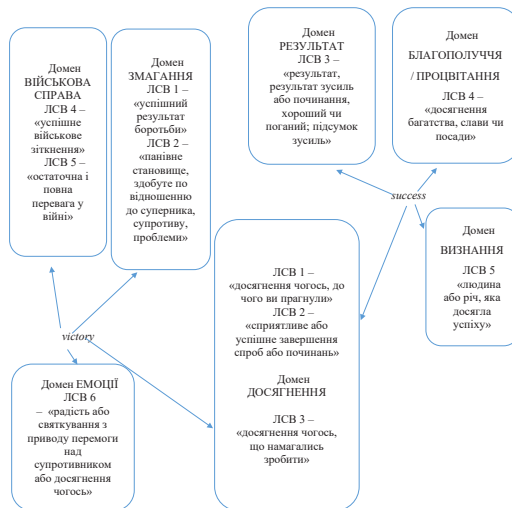 Домен
ВІЙСЬКОВА
СПРАВА
ЛСВ 4 –
«успішне
військове
зіткнення»
ЛСВ 5 –
«остаточна і
повна
перевага у
війні»
Домен
ЗМАГАННЯ
ЛСВ 1 –
«успішний
результат
боротьби»
ЛСВ 2 –
«панівне
становище,
здобуте по
відношенню
до суперника,
супротиву,
проблеми»
Домен
РЕЗУЛЬТАТ
ЛСВ 3 –
«результат,
результат зусиль
або починання,
хороший чи
поганий; підсумок
зусиль»
Домен
БЛАГОПОЛУЧЧЯ
/ ПРОЦВІТАННЯ
ЛСВ 4 –
«досягнення
багатства, слави чи
посади»
success
Домен
ВИЗНАННЯ
ЛСВ 5
«людина
або річ, яка
досягла
успіху»
ЛСВ 1 –
«досягнення чогось, до
чого ви прагнули»
ЛСВ 2 –
«сприятливе або
успішне завершення
спроб або починань»
Домен
ДОСЯГНЕННЯ
ЛСВ 3 –
«досягнення чогось,
що намагались
зробити»
victory
Домен ЕМОЦІЇ
ЛСВ 6
– «радість або
святкування з
приводу перемоги
над
супротивником
або досягнення
чогось»